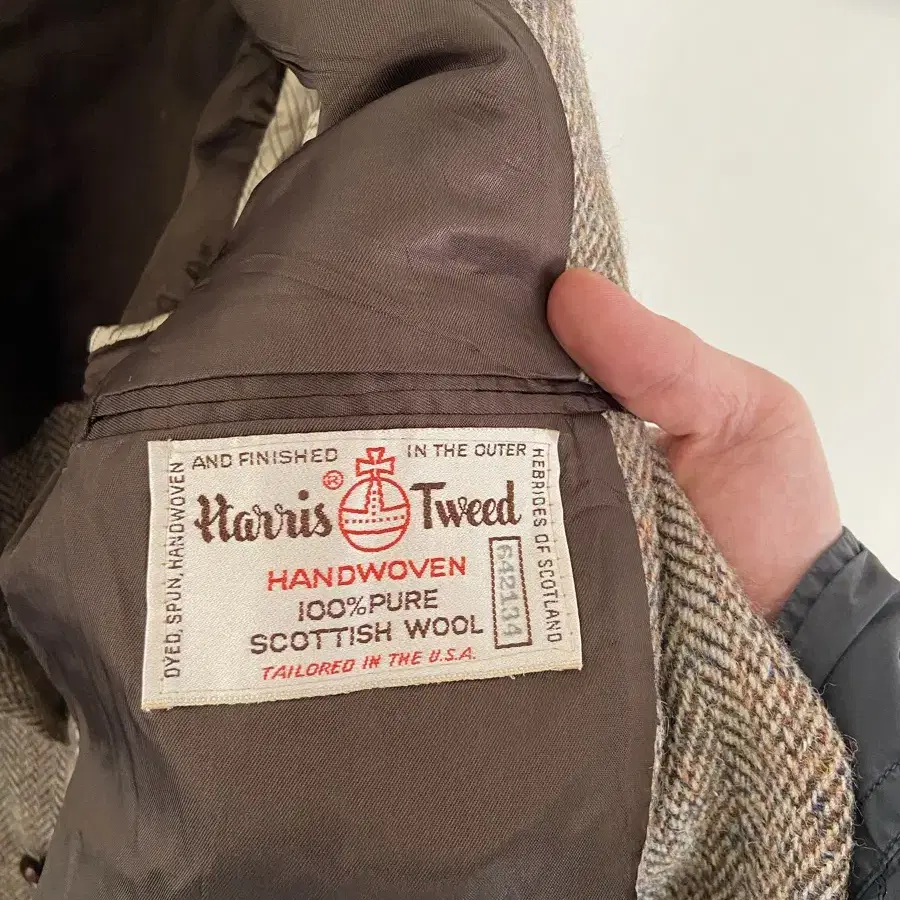 DYED, SPUN, HANDWOVEN
AND FINISHED
IN THE OUTER
HEBRIDES OF SCOTLAND
Harris ® Tweed
HANDWOVEN
100% PURE
SCOTTISH WOOL
TAILORED IN THE U.S.A.
642134